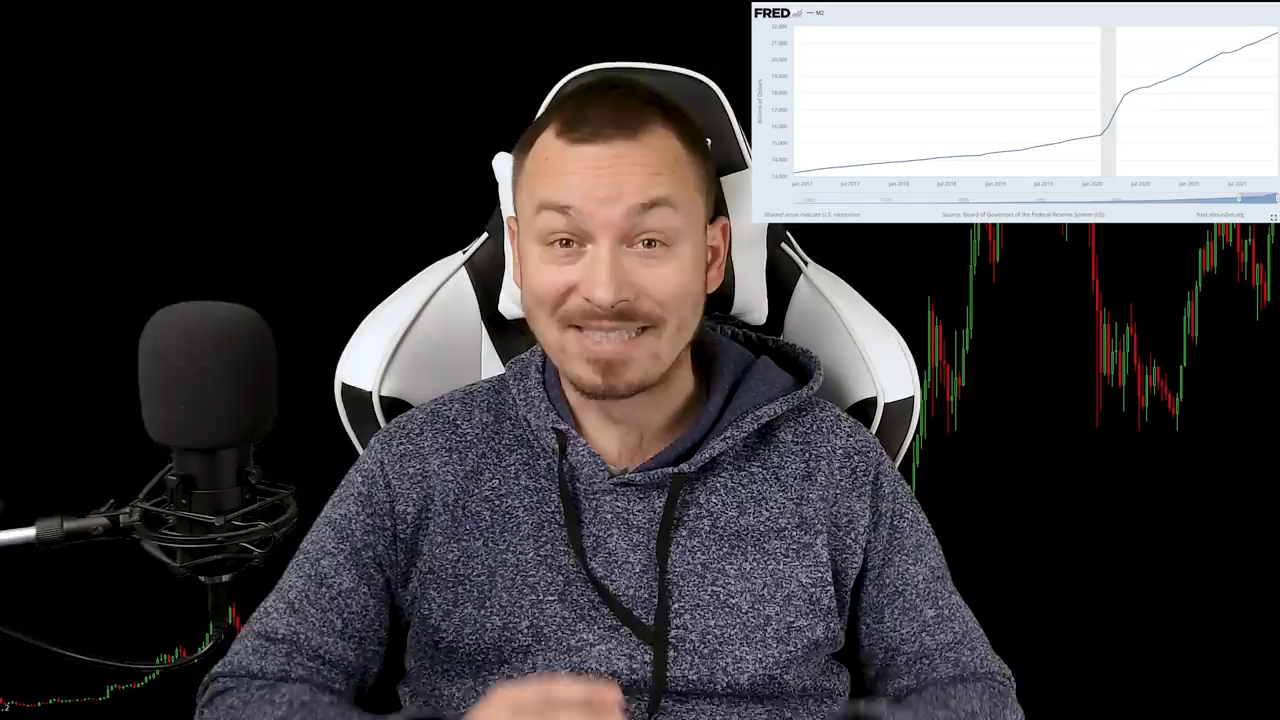 FRED
M2
22,000
21,000
20,000
19,000
18,000
17,000
16,000
15,000
14,000
13,000
Billions of Dollars
Jan 2017
Jul 2017
Jan 2018
Jul 2018
Jan 2019
Jul 2019
Jan 2020
Jul 2020
Jan 2021
Jul 2021
Shaded areas indicate U.S. recessions.
Source: Board of Governors of the Federal Reserve System (US)
fred.stlouisfed.org